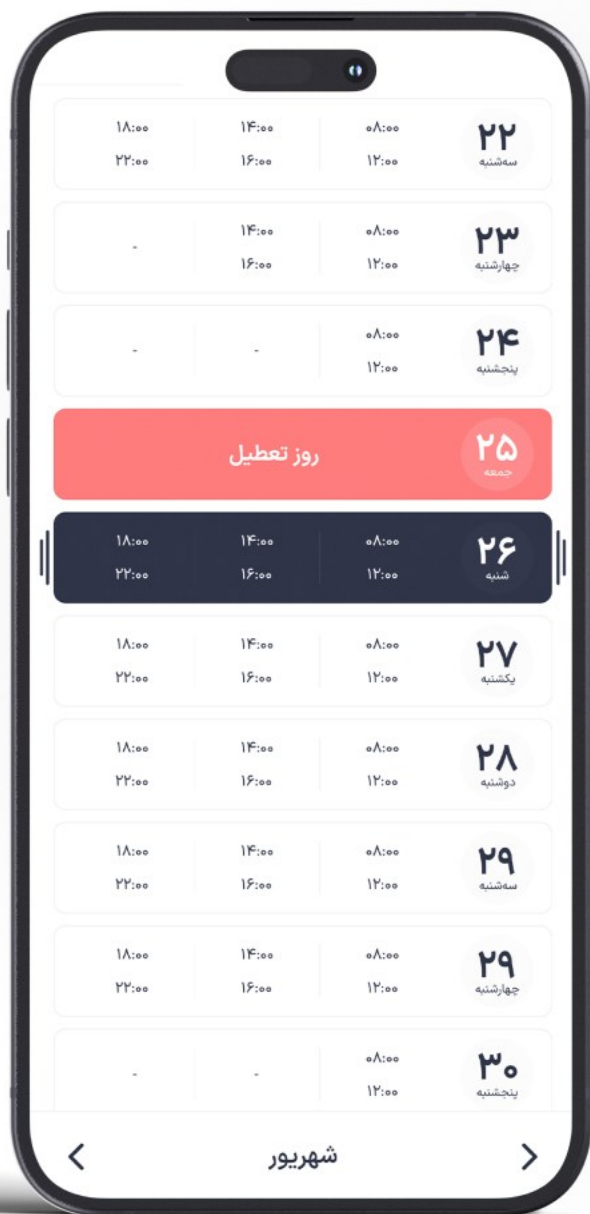 ۲۲ ۰۸:۰۰ ۱۴:۰۰ ۱۸:۰۰
سه‌شنبه ۱۲:۰۰ ۱۶:۰۰ ۲۲:۰۰
۲۳ ۰۸:۰۰ ۱۴:۰۰ -
چهارشنبه ۱۲:۰۰ ۱۶:۰۰
۲۴ ۰۸:۰۰ - -
پنجشنبه ۱۲:۰۰
۲۵ روز تعطیل
جمعه
۲۶ ۰۸:۰۰ ۱۴:۰۰ ۱۸:۰۰
شنبه ۱۲:۰۰ ۱۶:۰۰ ۲۲:۰۰
۲۷ ۰۸:۰۰ ۱۴:۰۰ ۱۸:۰۰
یکشنبه ۱۲:۰۰ ۱۶:۰۰ ۲۲:۰۰
۲۸ ۰۸:۰۰ ۱۴:۰۰ ۱۸:۰۰
دوشنبه ۱۲:۰۰ ۱۶:۰۰ ۲۲:۰۰
۲۹ ۰۸:۰۰ ۱۴:۰۰ ۱۸:۰۰
سه‌شنبه ۱۲:۰۰ ۱۶:۰۰ ۲۲:۰۰
۲۹ ۰۸:۰۰ ۱۴:۰۰ ۱۸:۰۰
چهارشنبه ۱۲:۰۰ ۱۶:۰۰ ۲۲:۰۰
۳۰ ۰۸:۰۰ - -
پنجشنبه ۱۲:۰۰
شهریور